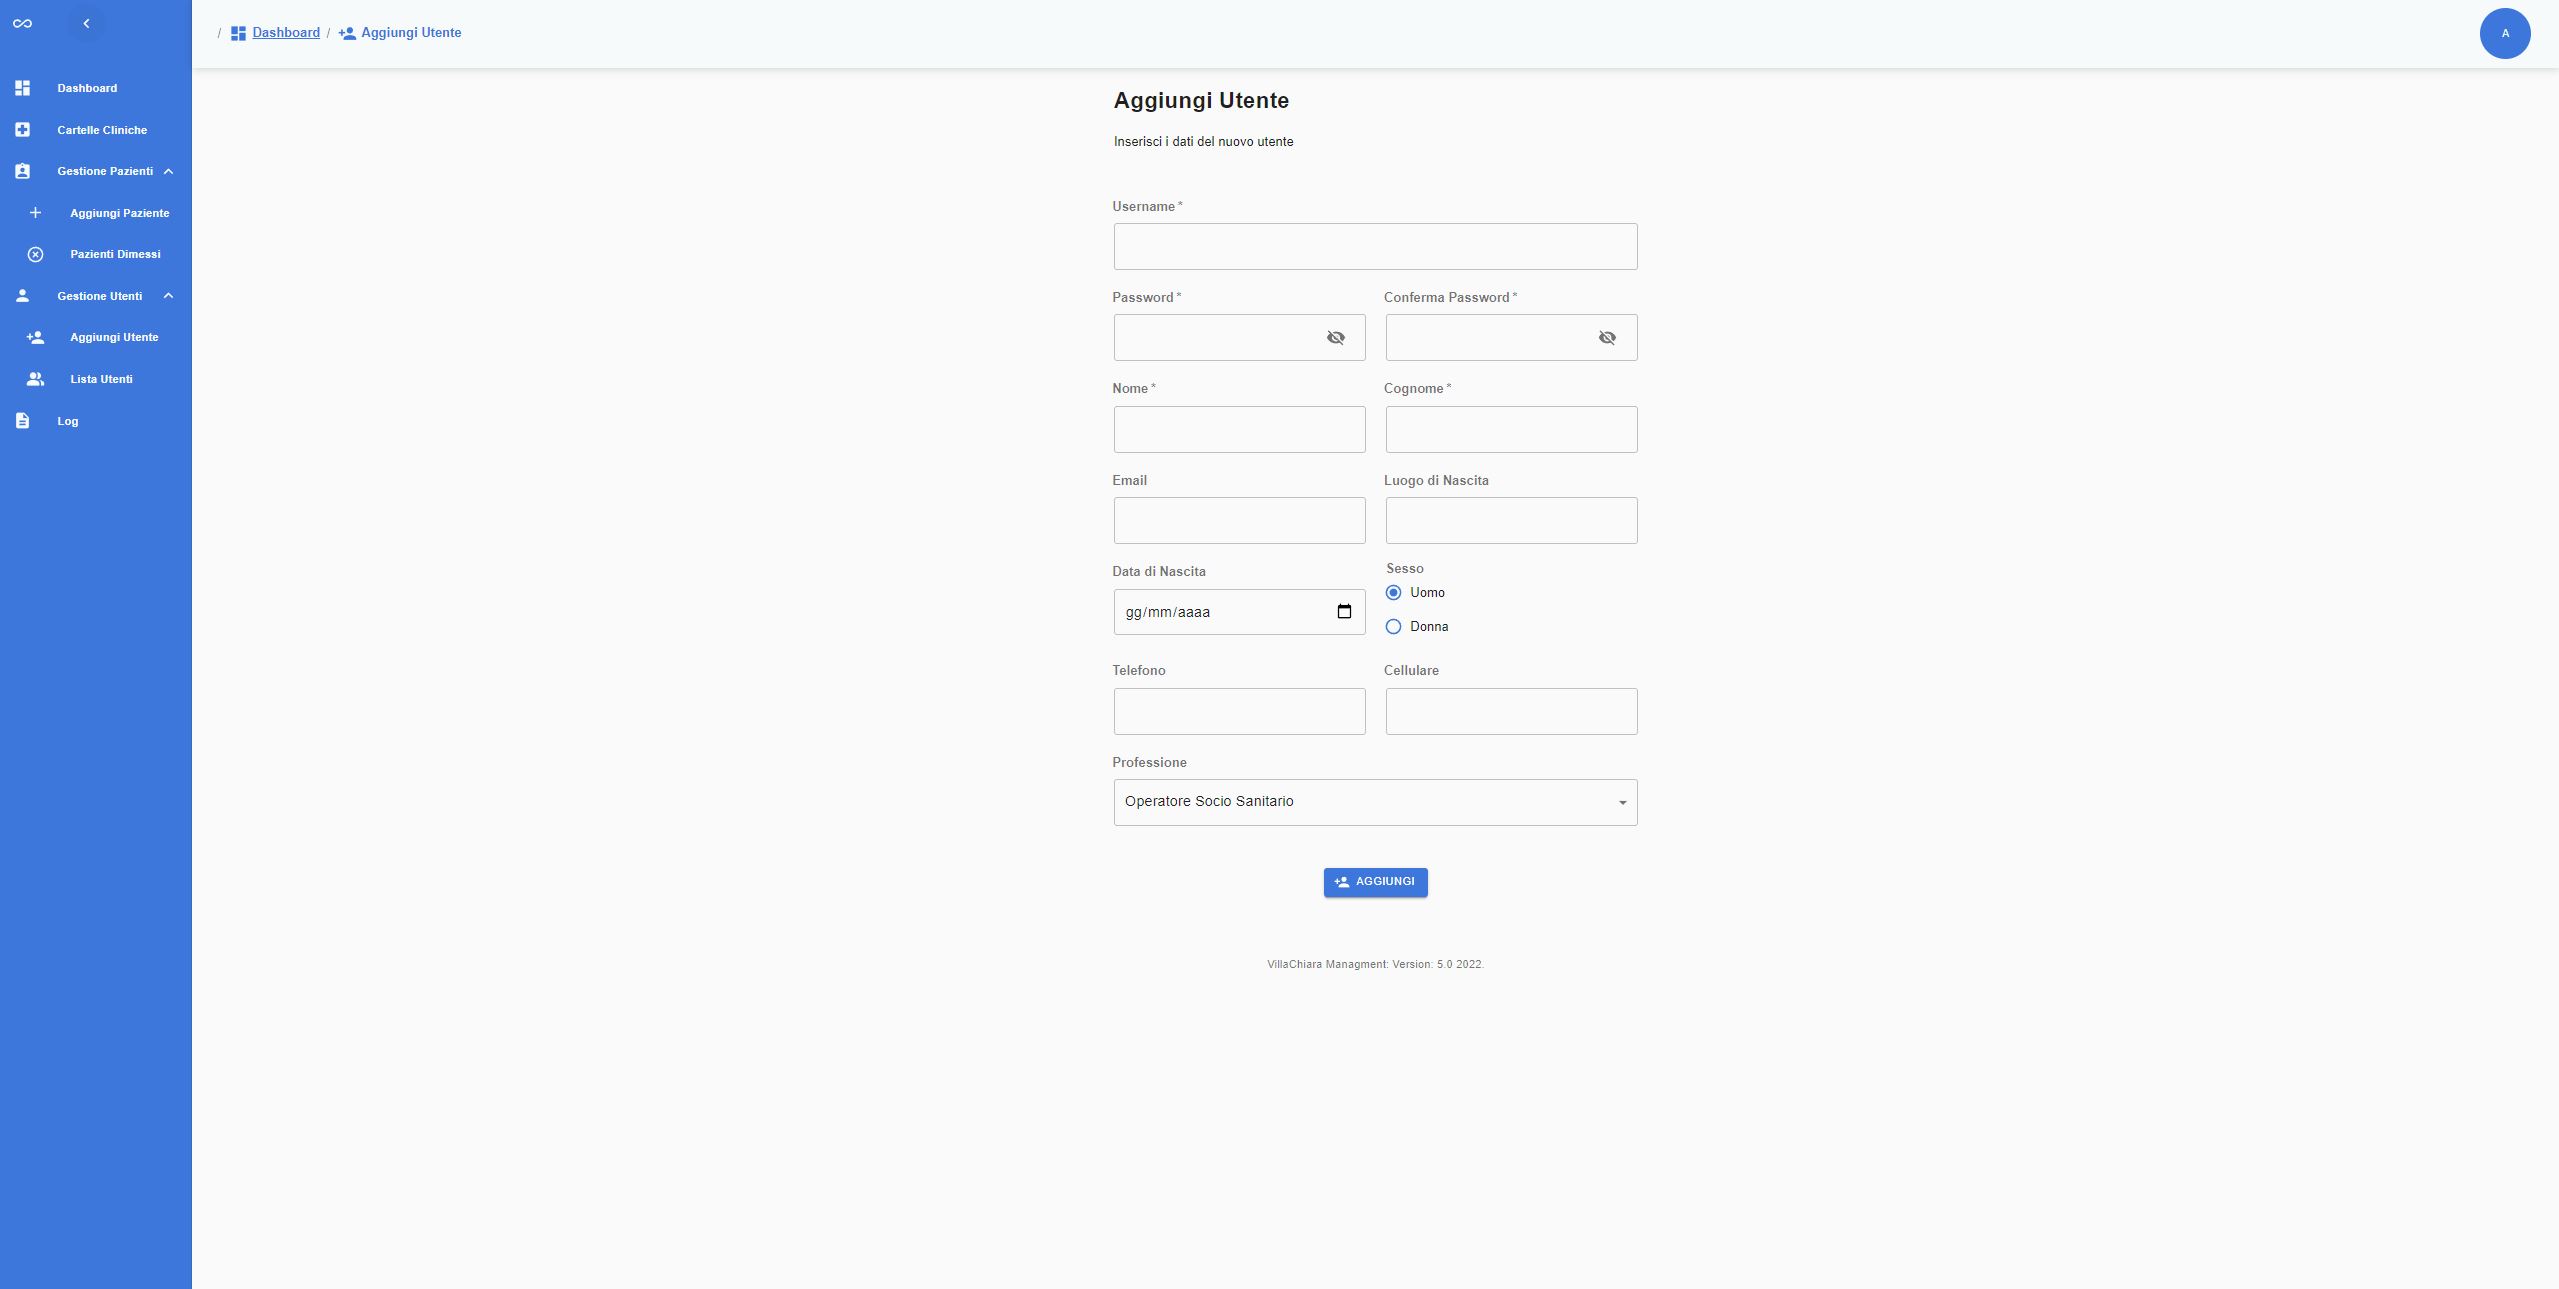 / Dashboard / Aggiungi Utente
A
Dashboard
Cartelle Cliniche
Gestione Pazienti
Aggiungi Paziente
Pazienti Dimessi
Gestione Utenti
Aggiungi Utente
Lista Utenti
Log
Aggiungi Utente
Inserisci i dati del nuovo utente
Username *
Password * Conferma Password *
Nome * Cognome *
Email Luogo di Nascita
Data di Nascita Sesso
gg/mm/aaaa
Uomo
Donna
Telefono Cellulare
Professione
Operatore Socio Sanitario
AGGIUNGI
VillaChiara Managment: Version: 5.0 2022.